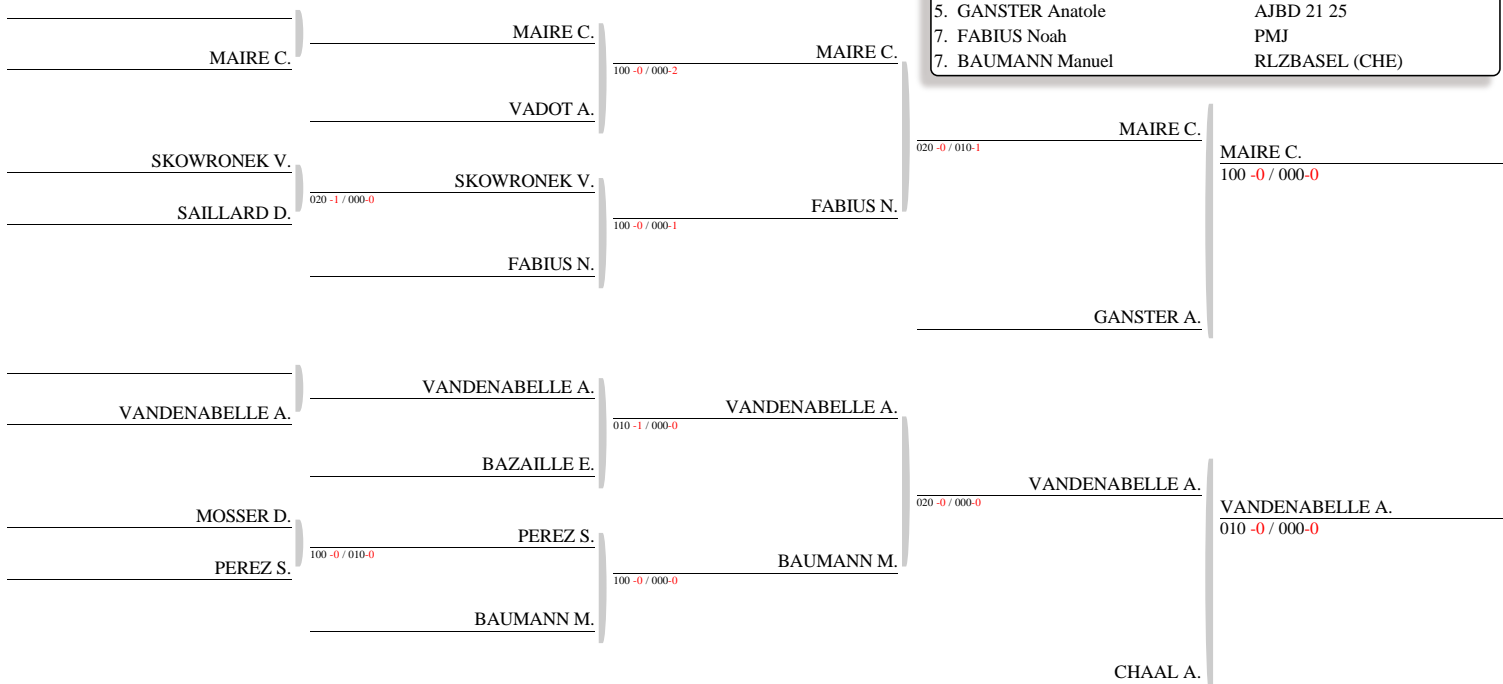 5. GANSTER Anatole AJBD 21 25
7. FABIUS Noah PMJ
7. BAUMANN Manuel RLZBASEL (CHE)
MAIRE C.
MAIRE C.
100 -0 / 000-2
MAIRE C.
VADOT A.
MAIRE C.
020 -0 / 010-1
MAIRE C.
100 -0 / 000-0
SKOWRONEK V.
SKOWRONEK V.
020 -1 / 000-0
SAILLARD D.
FABIUS N.
100 -0 / 000-1
FABIUS N.
GANSTER A.
VANDENABELLE A.
VANDENABELLE A.
VANDENABELLE A.
010 -1 / 000-0
BAZAILLE E.
VANDENABELLE A.
020 -0 / 000-0
VANDENABELLE A.
010 -0 / 000-0
MOSSER D.
PEREZ S.
100 -0 / 010-0
PEREZ S.
BAUMANN M.
100 -0 / 000-0
BAUMANN M.
CHAAL A.